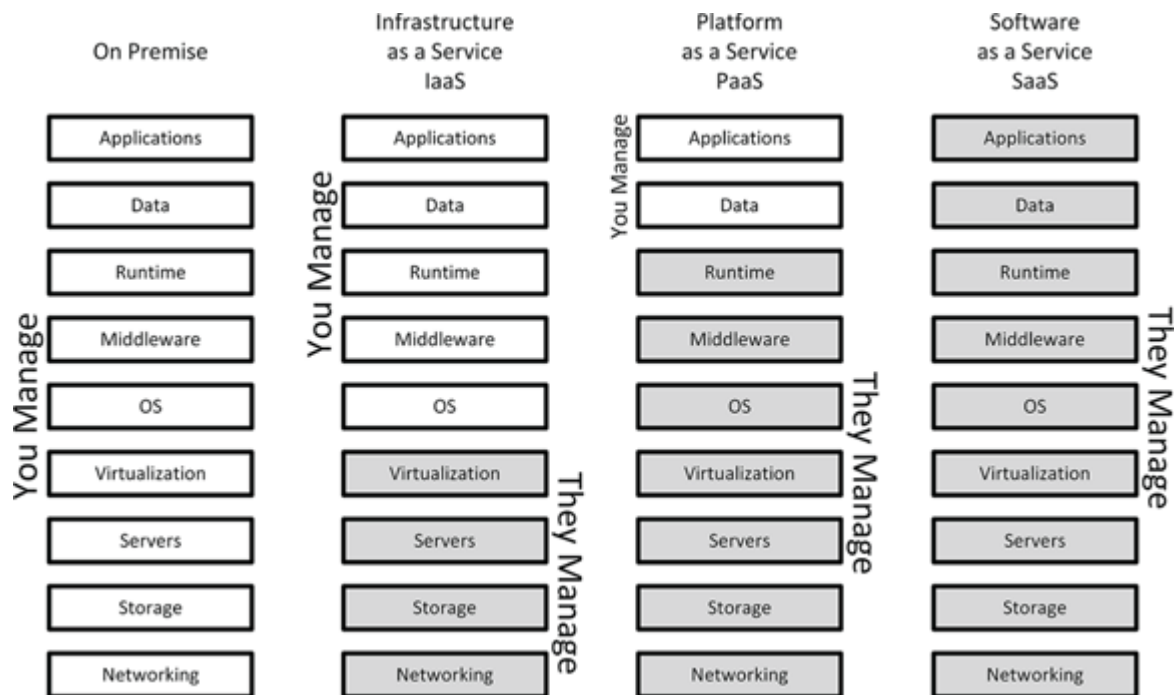 On Premise
Infrastructure
as a Service
IaaS
Platform
as a Service
PaaS
Software
as a Service
SaaS
You Manage
Applications
Data
Runtime
Middleware
OS
Virtualization
Servers
Storage
Networking
You Manage
Applications
Data
Runtime
Middleware
OS
Virtualization
Servers
Storage
Networking
They Manage
You Manage
Applications
Data
Runtime
Middleware
OS
Virtualization
Servers
Storage
Networking
They Manage
Applications
Data
Runtime
Middleware
OS
Virtualization
Servers
Storage
Networking
They Manage